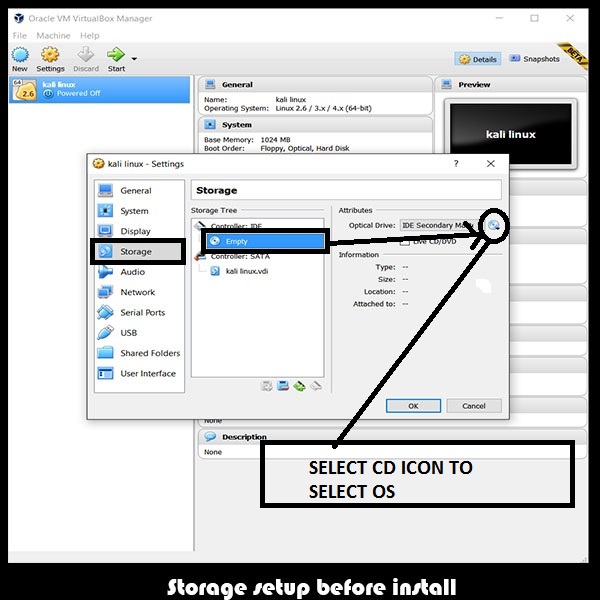 Oracle VM VirtualBox Manager
File Machine Help
New Settings Discard Start
Details Snapshots
BETA
64
2.6
kali linux
Powered Off
General
Name: kali linux
Operating System: Linux 2.6 / 3.x / 4.x (64-bit)
System
Base Memory: 1024 MB
Boot Order: Floppy, Optical, Hard Disk
Preview
kali linux
kali linux - Settings
? 
General
System
Display
Storage
Audio
Network
Serial Ports
USB
Shared Folders
User Interface
Storage
Storage Tree
Controller: IDE
Empty
Controller: SATA
kali linux.vdi
Attributes
Optical Drive: IDE Secondary Ma
Live CD/DVD
Information
Type: --
Size: --
Location: --
Attached to: --
OK Cancel
None
Description
None
SELECT CD ICON TO
SELECT OS
Storage setup before install